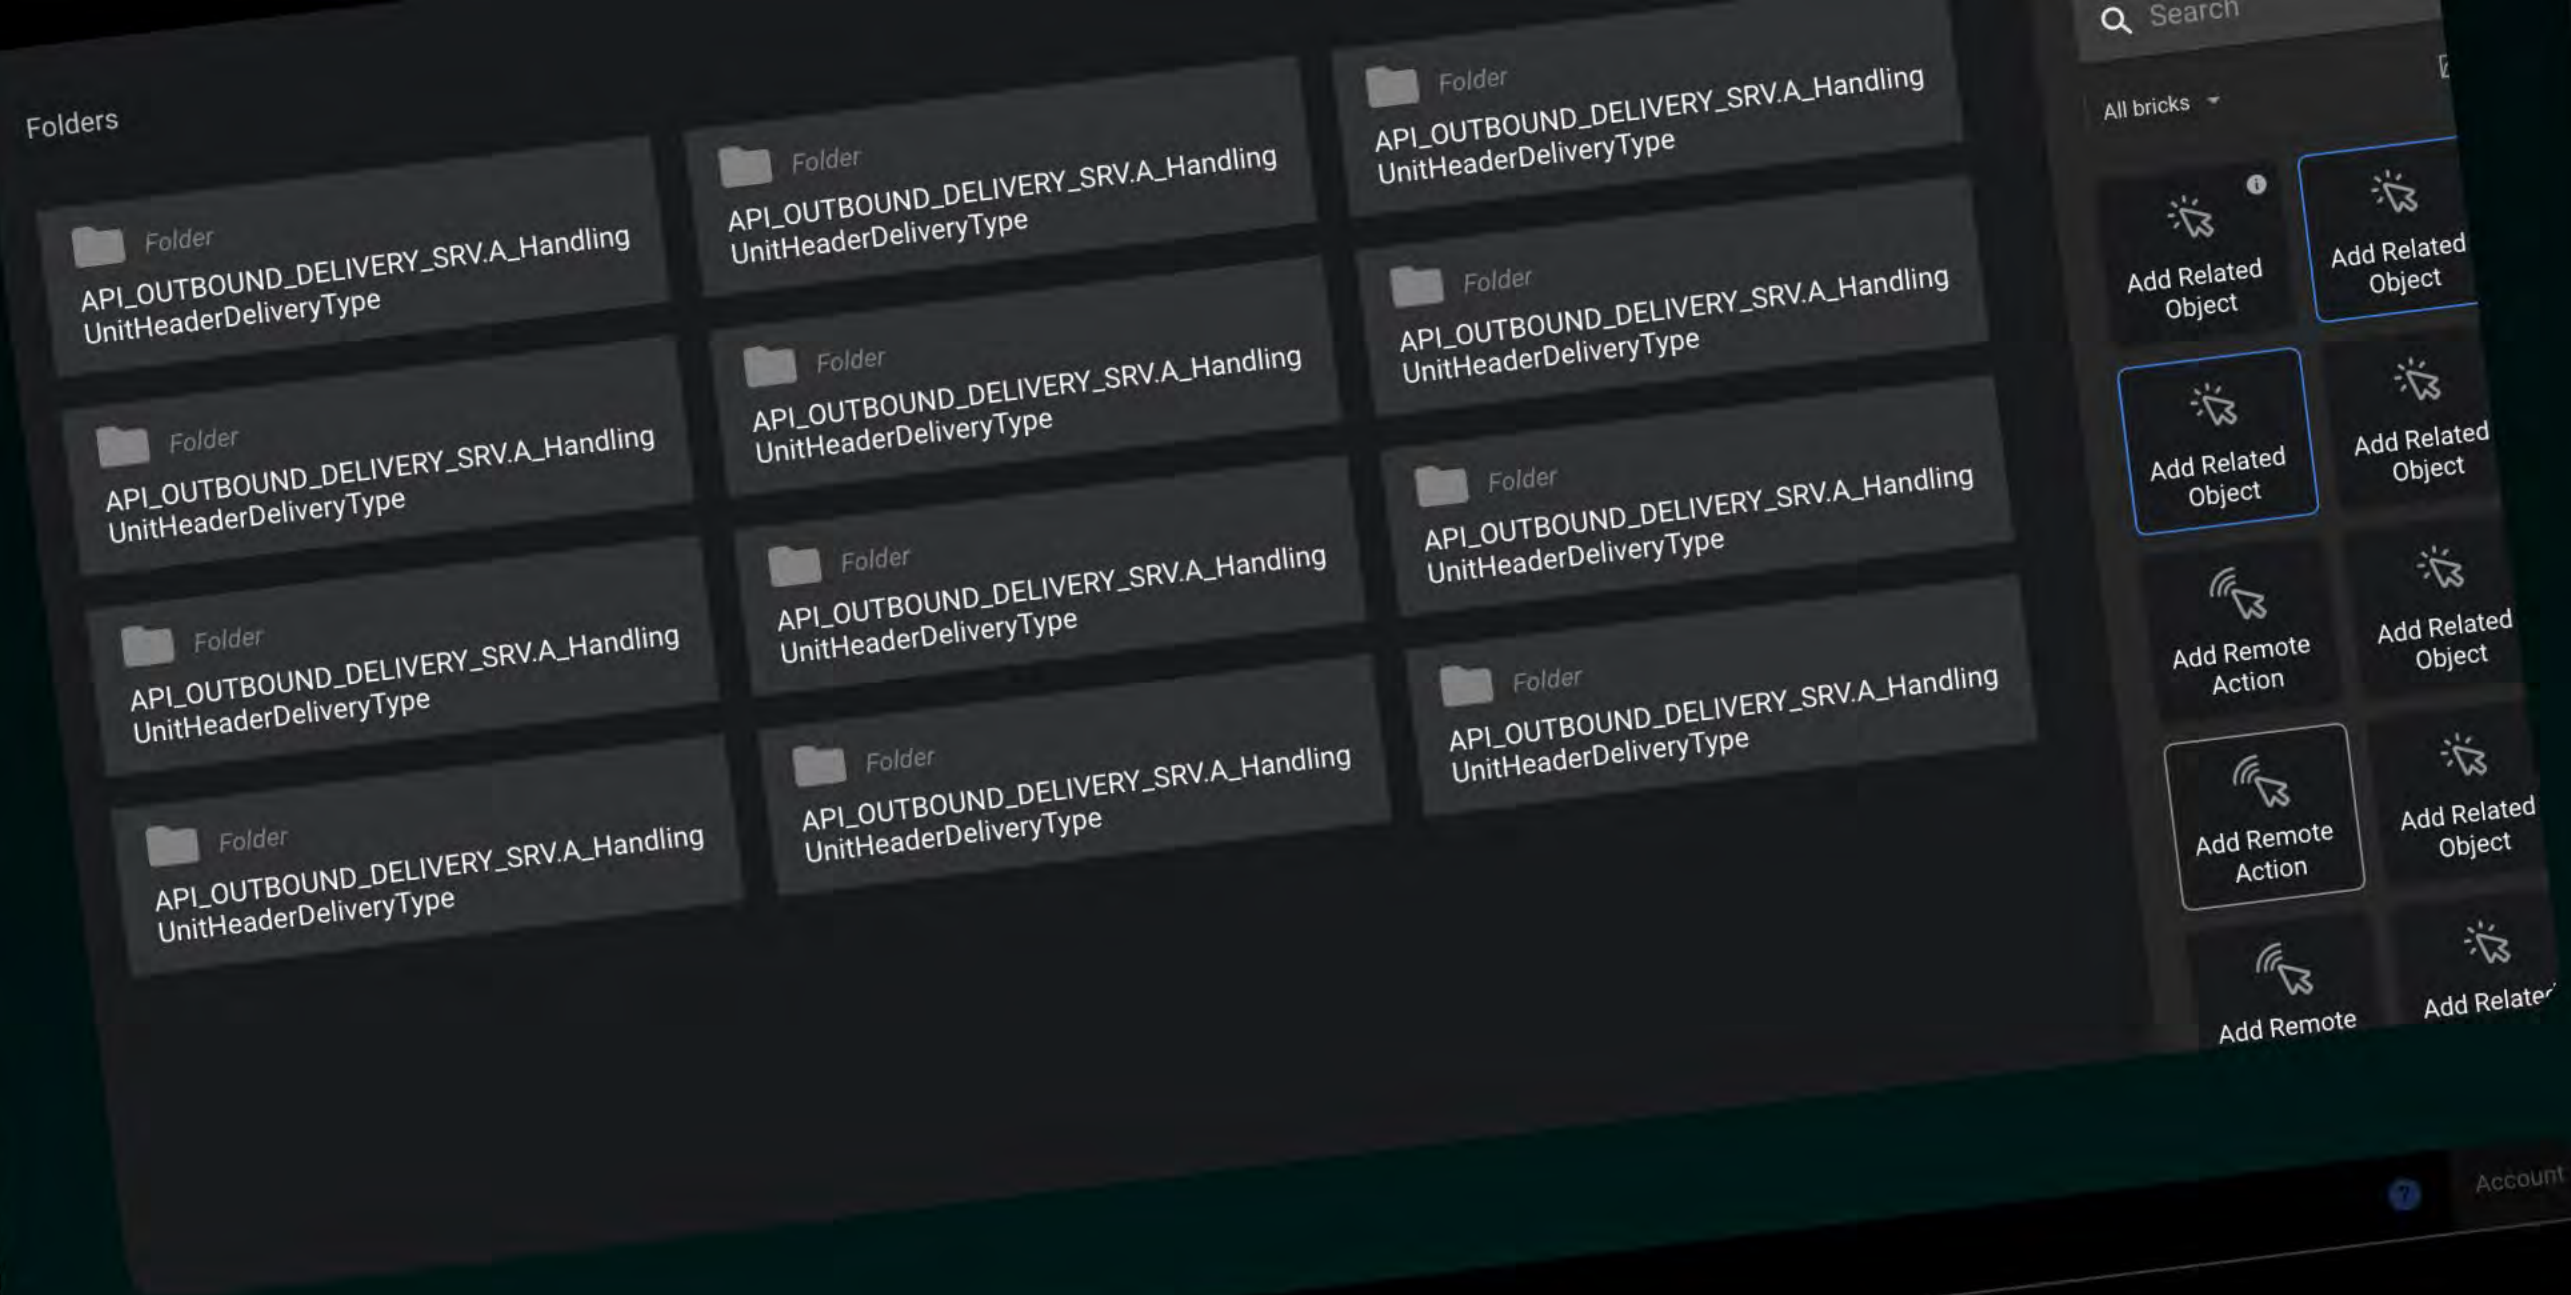 Folders
Folder
API_OUTBOUND_DELIVERY_SRV.A_Handling
UnitHeaderDeliveryType
Folder
API_OUTBOUND_DELIVERY_SRV.A_Handling
UnitHeaderDeliveryType
Folder
API_OUTBOUND_DELIVERY_SRV.A_Handling
UnitHeaderDeliveryType
Folder
API_OUTBOUND_DELIVERY_SRV.A_Handling
UnitHeaderDeliveryType
Folder
API_OUTBOUND_DELIVERY_SRV.A_Handling
UnitHeaderDeliveryType
Folder
API_OUTBOUND_DELIVERY_SRV.A_Handling
UnitHeaderDeliveryType
Folder
API_OUTBOUND_DELIVERY_SRV.A_Handling
UnitHeaderDeliveryType
Folder
API_OUTBOUND_DELIVERY_SRV.A_Handling
UnitHeaderDeliveryType
Folder
API_OUTBOUND_DELIVERY_SRV.A_Handling
UnitHeaderDeliveryType
Folder
API_OUTBOUND_DELIVERY_SRV.A_Handling
UnitHeaderDeliveryType
Folder
API_OUTBOUND_DELIVERY_SRV.A_Handling
UnitHeaderDeliveryType
Folder
API_OUTBOUND_DELIVERY_SRV.A_Handling
UnitHeaderDeliveryType
Search
All bricks
Add Related
Object
Add Related
Object
Add Related
Object
Add Related
Object
Add Remote
Action
Add Related
Object
Add Remote
Action
Add Related
Object
Add Remote
Add Related
?
Account